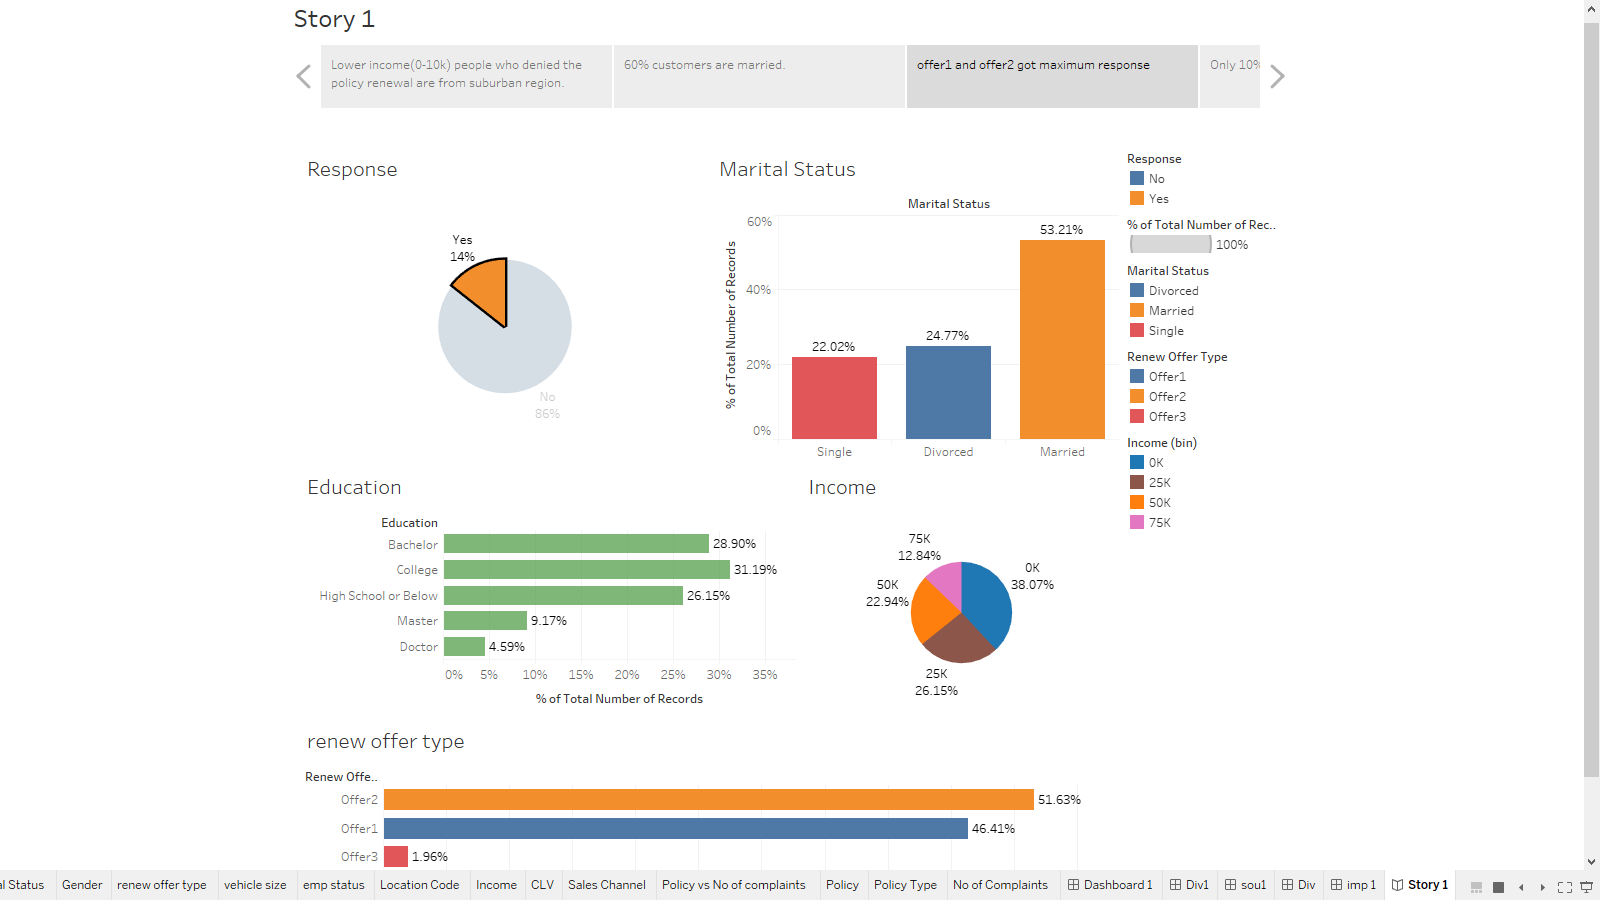 Story 1
Lower income(0-10k) people who denied the
policy renewal are from suburban region.
60% customers are married.
offer1 and offer2 got maximum response
Only 10%
Response
Yes
14%
No
86%
Marital Status
Marital Status
% of Total Number of Records
60%
40%
20%
0%
22.02%
24.77%
53.21%
Single
Divorced
Married
Response
No
Yes
% of Total Number of Rec..
100%
Marital Status
Divorced
Married
Single
Renew Offer Type
Offer1
Offer2
Offer3
Income (bin)
0K
25K
50K
75K
Education
Education
Bachelor 28.90%
College 31.19%
High School or Below 26.15%
Master 9.17%
Doctor 4.59%
0% 5% 10% 15% 20% 25% 30% 35%
% of Total Number of Records
Income
75K
12.84%
0K
38.07%
50K
22.94%
25K
26.15%
renew offer type
Renew Offe..
Offer2 51.63%
Offer1 46.41%
Offer3 1.96%
al Status Gender renew offer type vehicle size emp status Location Code Income CLV Sales Channel Policy vs No of complaints Policy Policy Type No of Complaints Dashboard 1 Div1 sou1 Div imp 1 Story 1